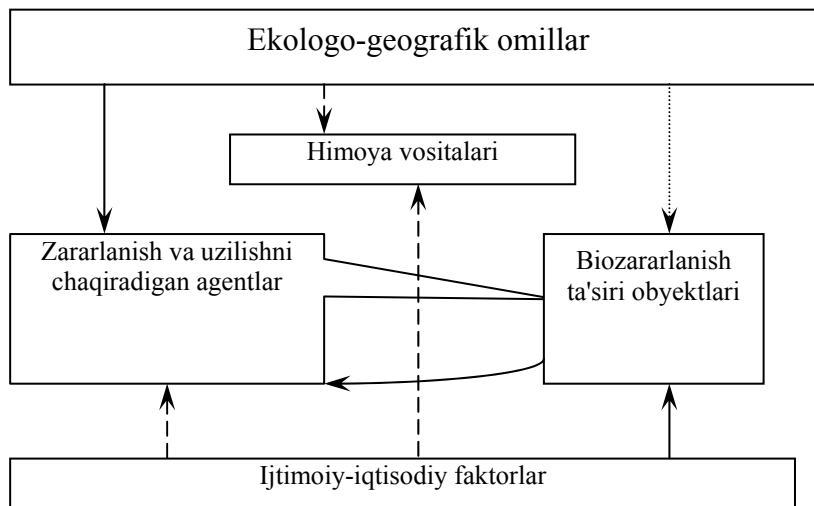 Ekologo-geografik omillar
Himoya vositalari
Zararlanish va uzilishni
chaqiradigan agentlar
Biozararlanish
ta'siri obyektlari
Ijtimoiy-iqtisodiy faktorlar